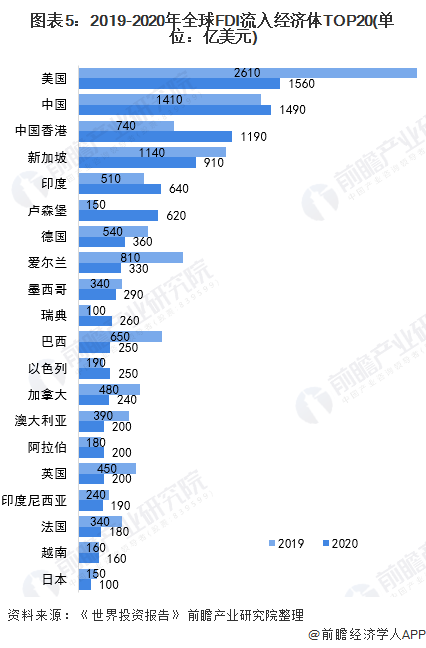 图表5：2019-2020年全球FDI流入经济体TOP20(单
位：亿美元)
美国 2610 1560
中国 1410 1490
中国香港 740 1190
新加坡 1140 910
印度 510 640
卢森堡 150 620
德国 540 360
爱尔兰 810 330
墨西哥 340 290
瑞典 100 260
巴西 650 250
以色列 190 250
加拿大 480 240
澳大利亚 390 200
阿拉伯 180 200
英国 450 200
印度尼西亚 240 190
法国 340 180
越南 160 160
日本 150 100
2019 2020
前瞻产业研究院
资料来源：《世界投资报告》前瞻产业研究院整理
@前瞻经济学人APP